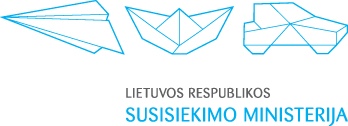 LIETUVOS RESPUBLIKOS
SUSISIEKIMO MINISTERIJA